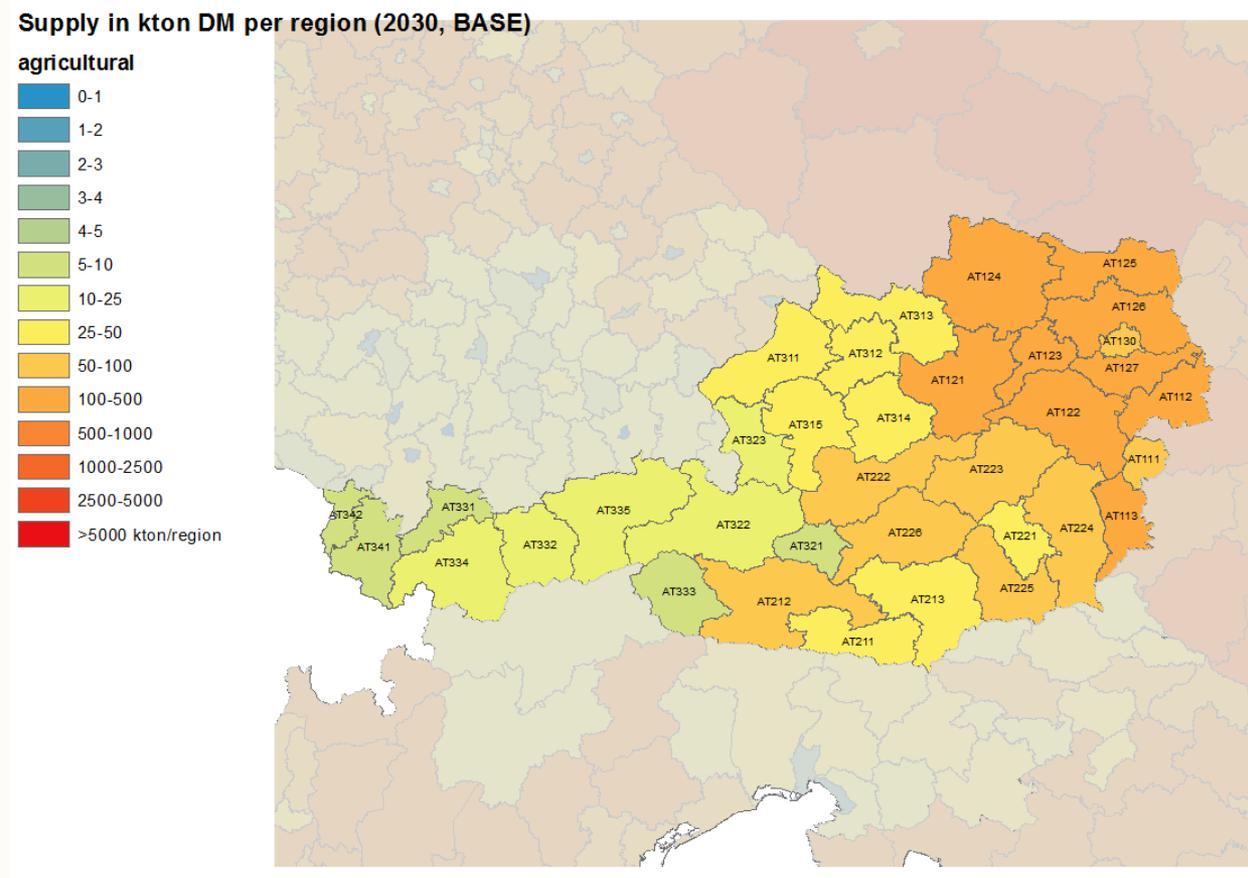 Supply in kton DM per region (2030, BASE)
agricultural
0-1
1-2
2-3
3-4
4-5
5-10
10-25
25-50
50-100
100-500
500-1000
1000-2500
2500-5000
>5000 kton/region
AT124
AT125
AT126
AT313
AT130
AT311
AT312
AT123
AT127
AT121
AT112
AT122
AT314
AT315
AT323
AT111
AT223
AT222
AT331
AT335
AT342
AT113
AT322
AT224
AT226
AT221
AT341
AT332
AT321
AT334
AT225
AT333
AT212
AT213
AT211